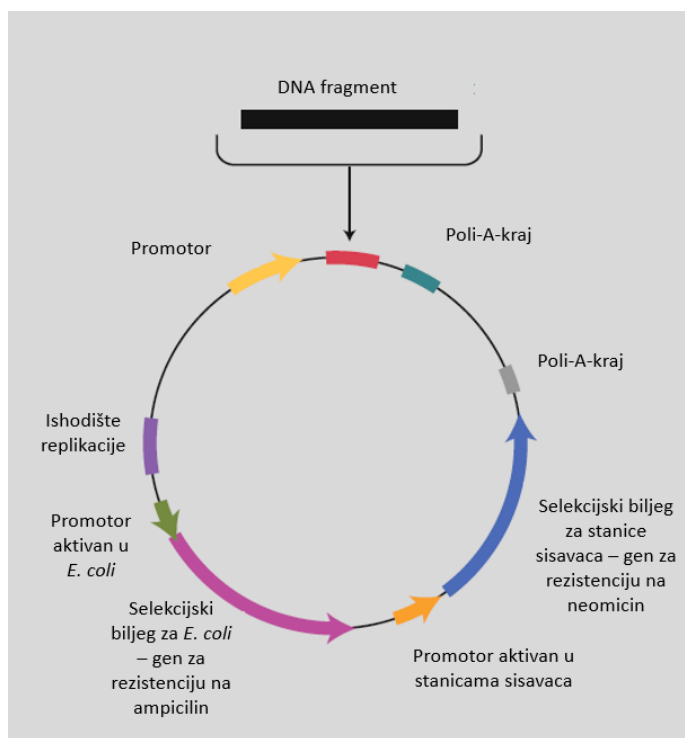 DNA fragment
Promotor
Poli-A-kraj
Poli-A-kraj
Ishodište
replikacije
Promotor
aktivan u
E. coli
Selekcijski
biljeg za E. coli
– gen za
rezistenciju na
ampicilin
Promotor aktivan u
stanicama sisavaca
Selekcijski biljeg
za stanice
sisavaca – gen za
rezistenciju na
neomicin